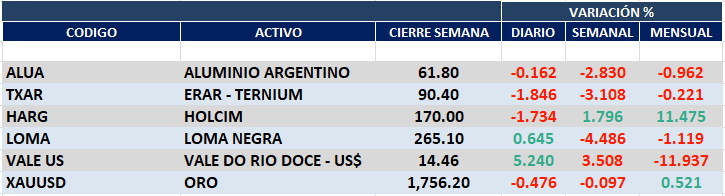 VARIACIÓN %
CODIGO ACTIVO CIERRE SEMANA DIARIO SEMANAL MENSUAL
ALUA ALUMINIO ARGENTINO 61.80 -0.162 -2.830 -0.962
TXAR ERAR - TERNIUM 90.40 -1.846 -3.108 -0.221
HARG HOLCIM 170.00 -1.734 1.796 11.475
LOMA LOMA NEGRA 265.10 0.645 -4.486 -1.119
VALE US VALE DO RIO DOCE - US$ 14.46 5.240 3.508 -11.937
XAUUSD ORO 1,756.20 -0.476 -0.097 0.521